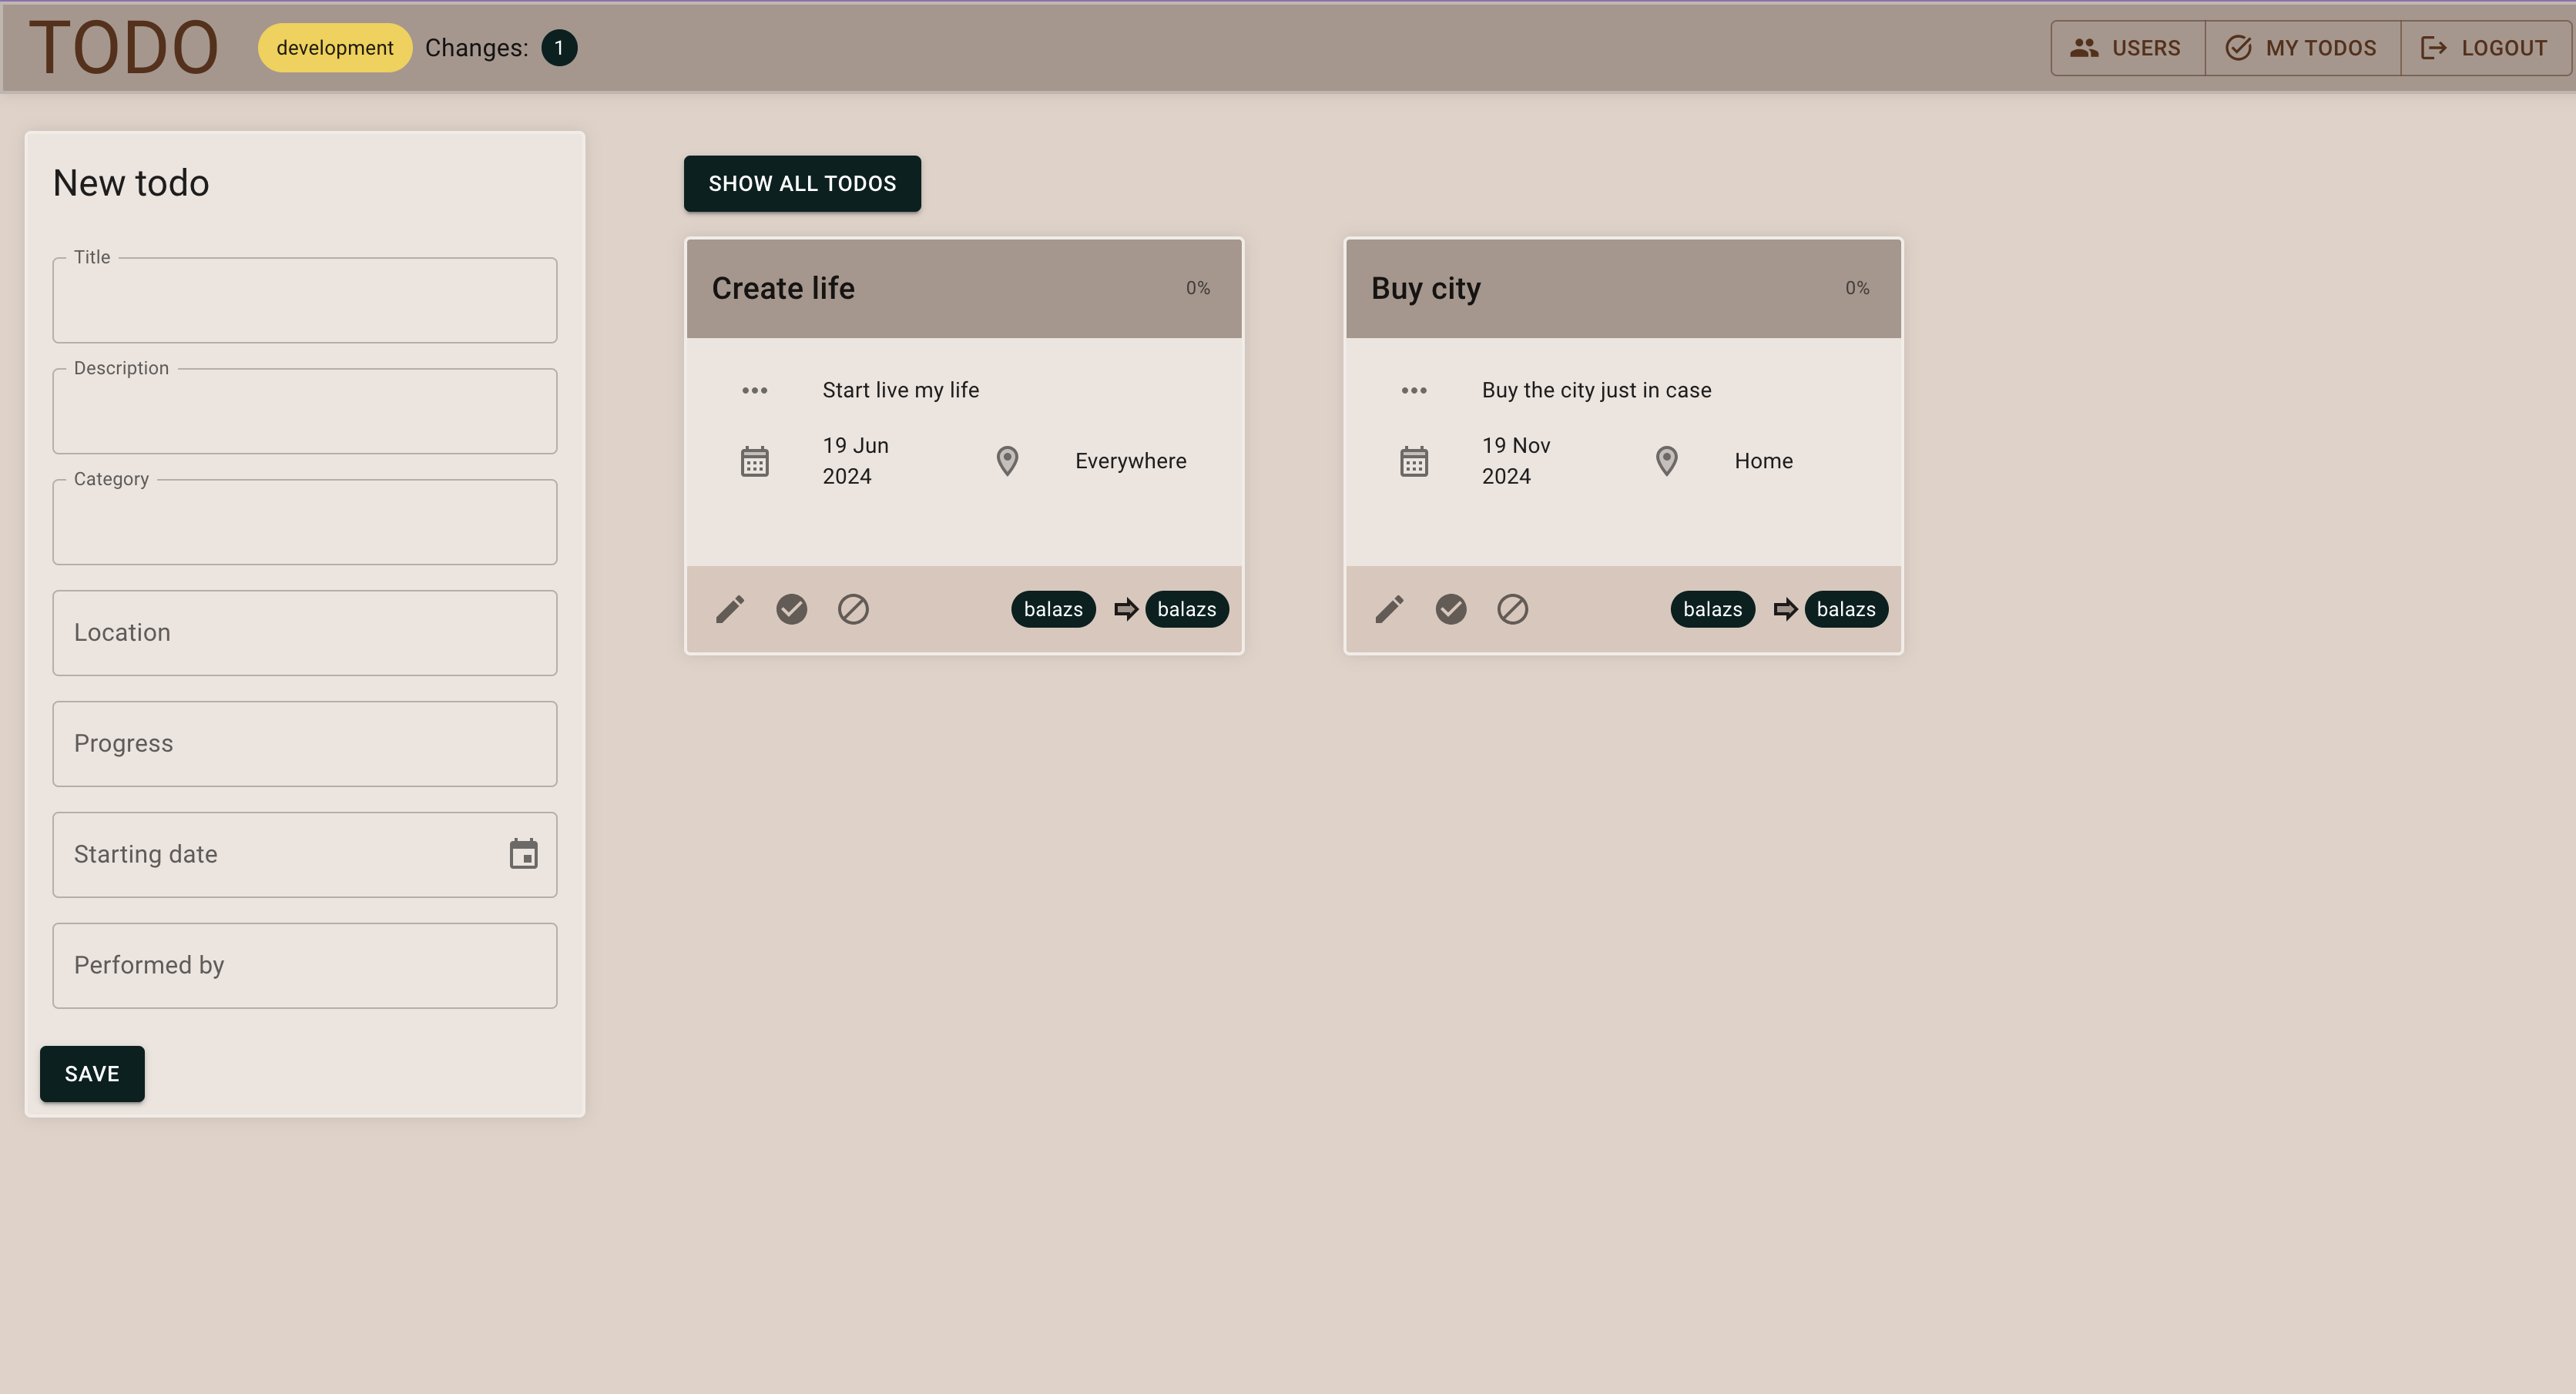 TODO
development Changes: 1
USERS MY TODOS LOGOUT
New todo
Title
Description
Category
Location
Progress
Starting date
Performed by
SAVE
SHOW ALL TODOS
Create life 0%
Start live my life
19 Jun
2024
Everywhere
balazs balazs
Buy city 0%
Buy the city just in case
19 Nov
2024
Home
balazs balazs